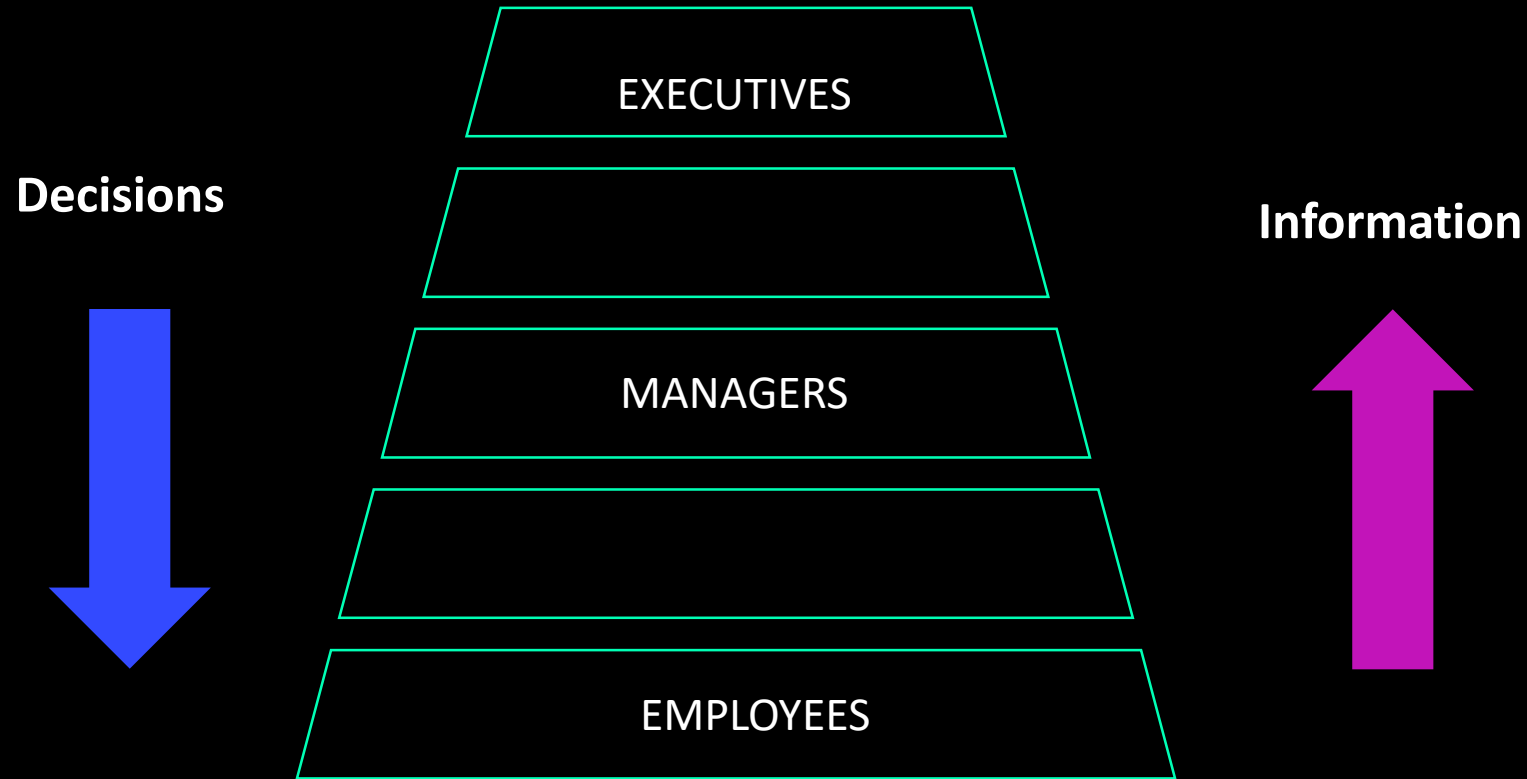 EXECUTIVES
Decisions
Information
MANAGERS
EMPLOYEES